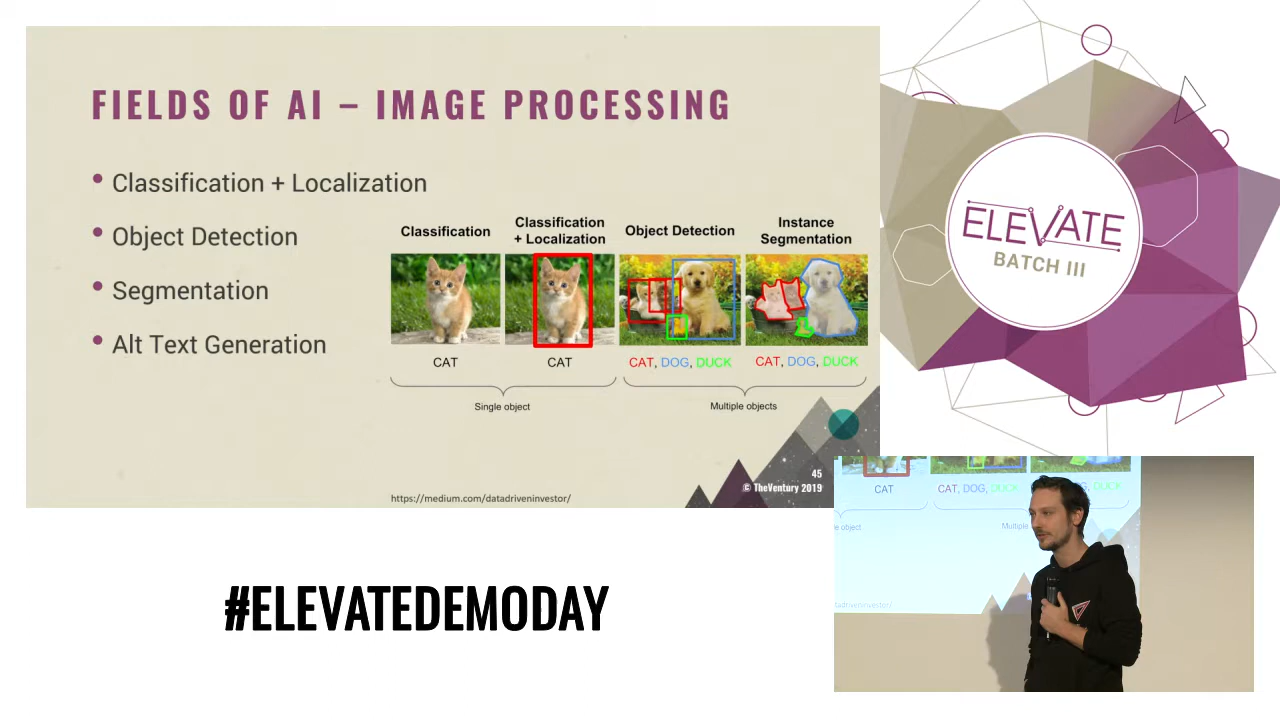 FIELDS OF AI – IMAGE PROCESSING
• Classification + Localization
• Object Detection
• Segmentation
• Alt Text Generation
Classification
Classification
+ Localization
Object Detection
Instance
Segmentation
CAT
CAT
CAT, DOG, DUCK
CAT, DOG, DUCK
Single object
Multiple objects
45
© TheVentury 2019
https://medium.com/datadriveninvestor/
ELEVATE
BATCH III
#ELEVATEDEMODAY
CAT
CAT, DOG, DUCK
object
Multiple